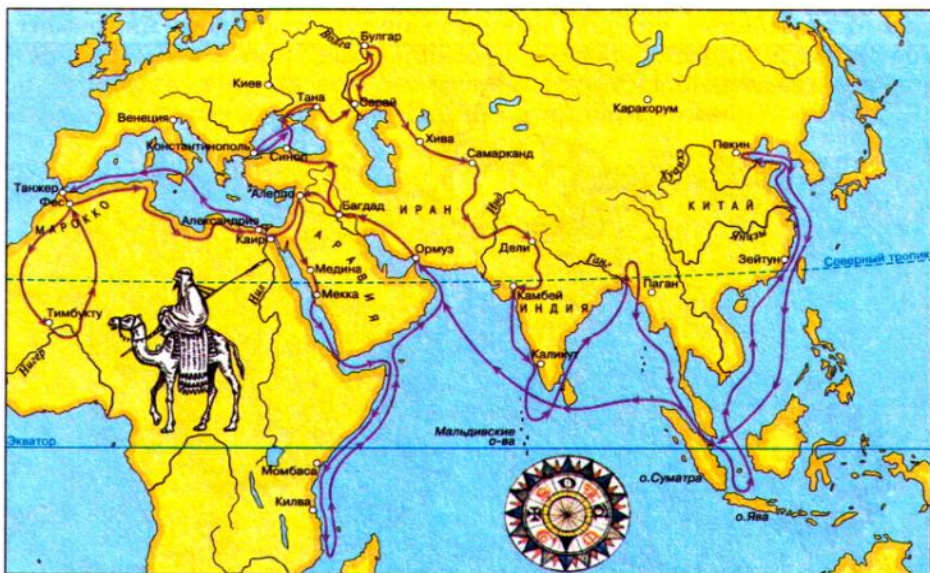 Волга
Булгар
Киев
Тана
Сарай
Каракорум
Венеция
Хива
Константинополь
Синоп
Самарканд
Пекин
Хуанхэ
Танжер
Фес
Алеппо
Багдад
ИРАН
Инд
КИТАЙ
МАРОККО
Александрия
Каир
Ормуз
Дели
Янцзы
АРАВИЯ
Ганг
Зейтун
Северный тропик
Медина
Нил
Мекка
Камбей
Паган
ИНДИЯ
Тимбукту
Нигер
Каликут
Мальдивские
о-ва
Экватор
Момбаса
о.Суматра
Килва
о.Ява